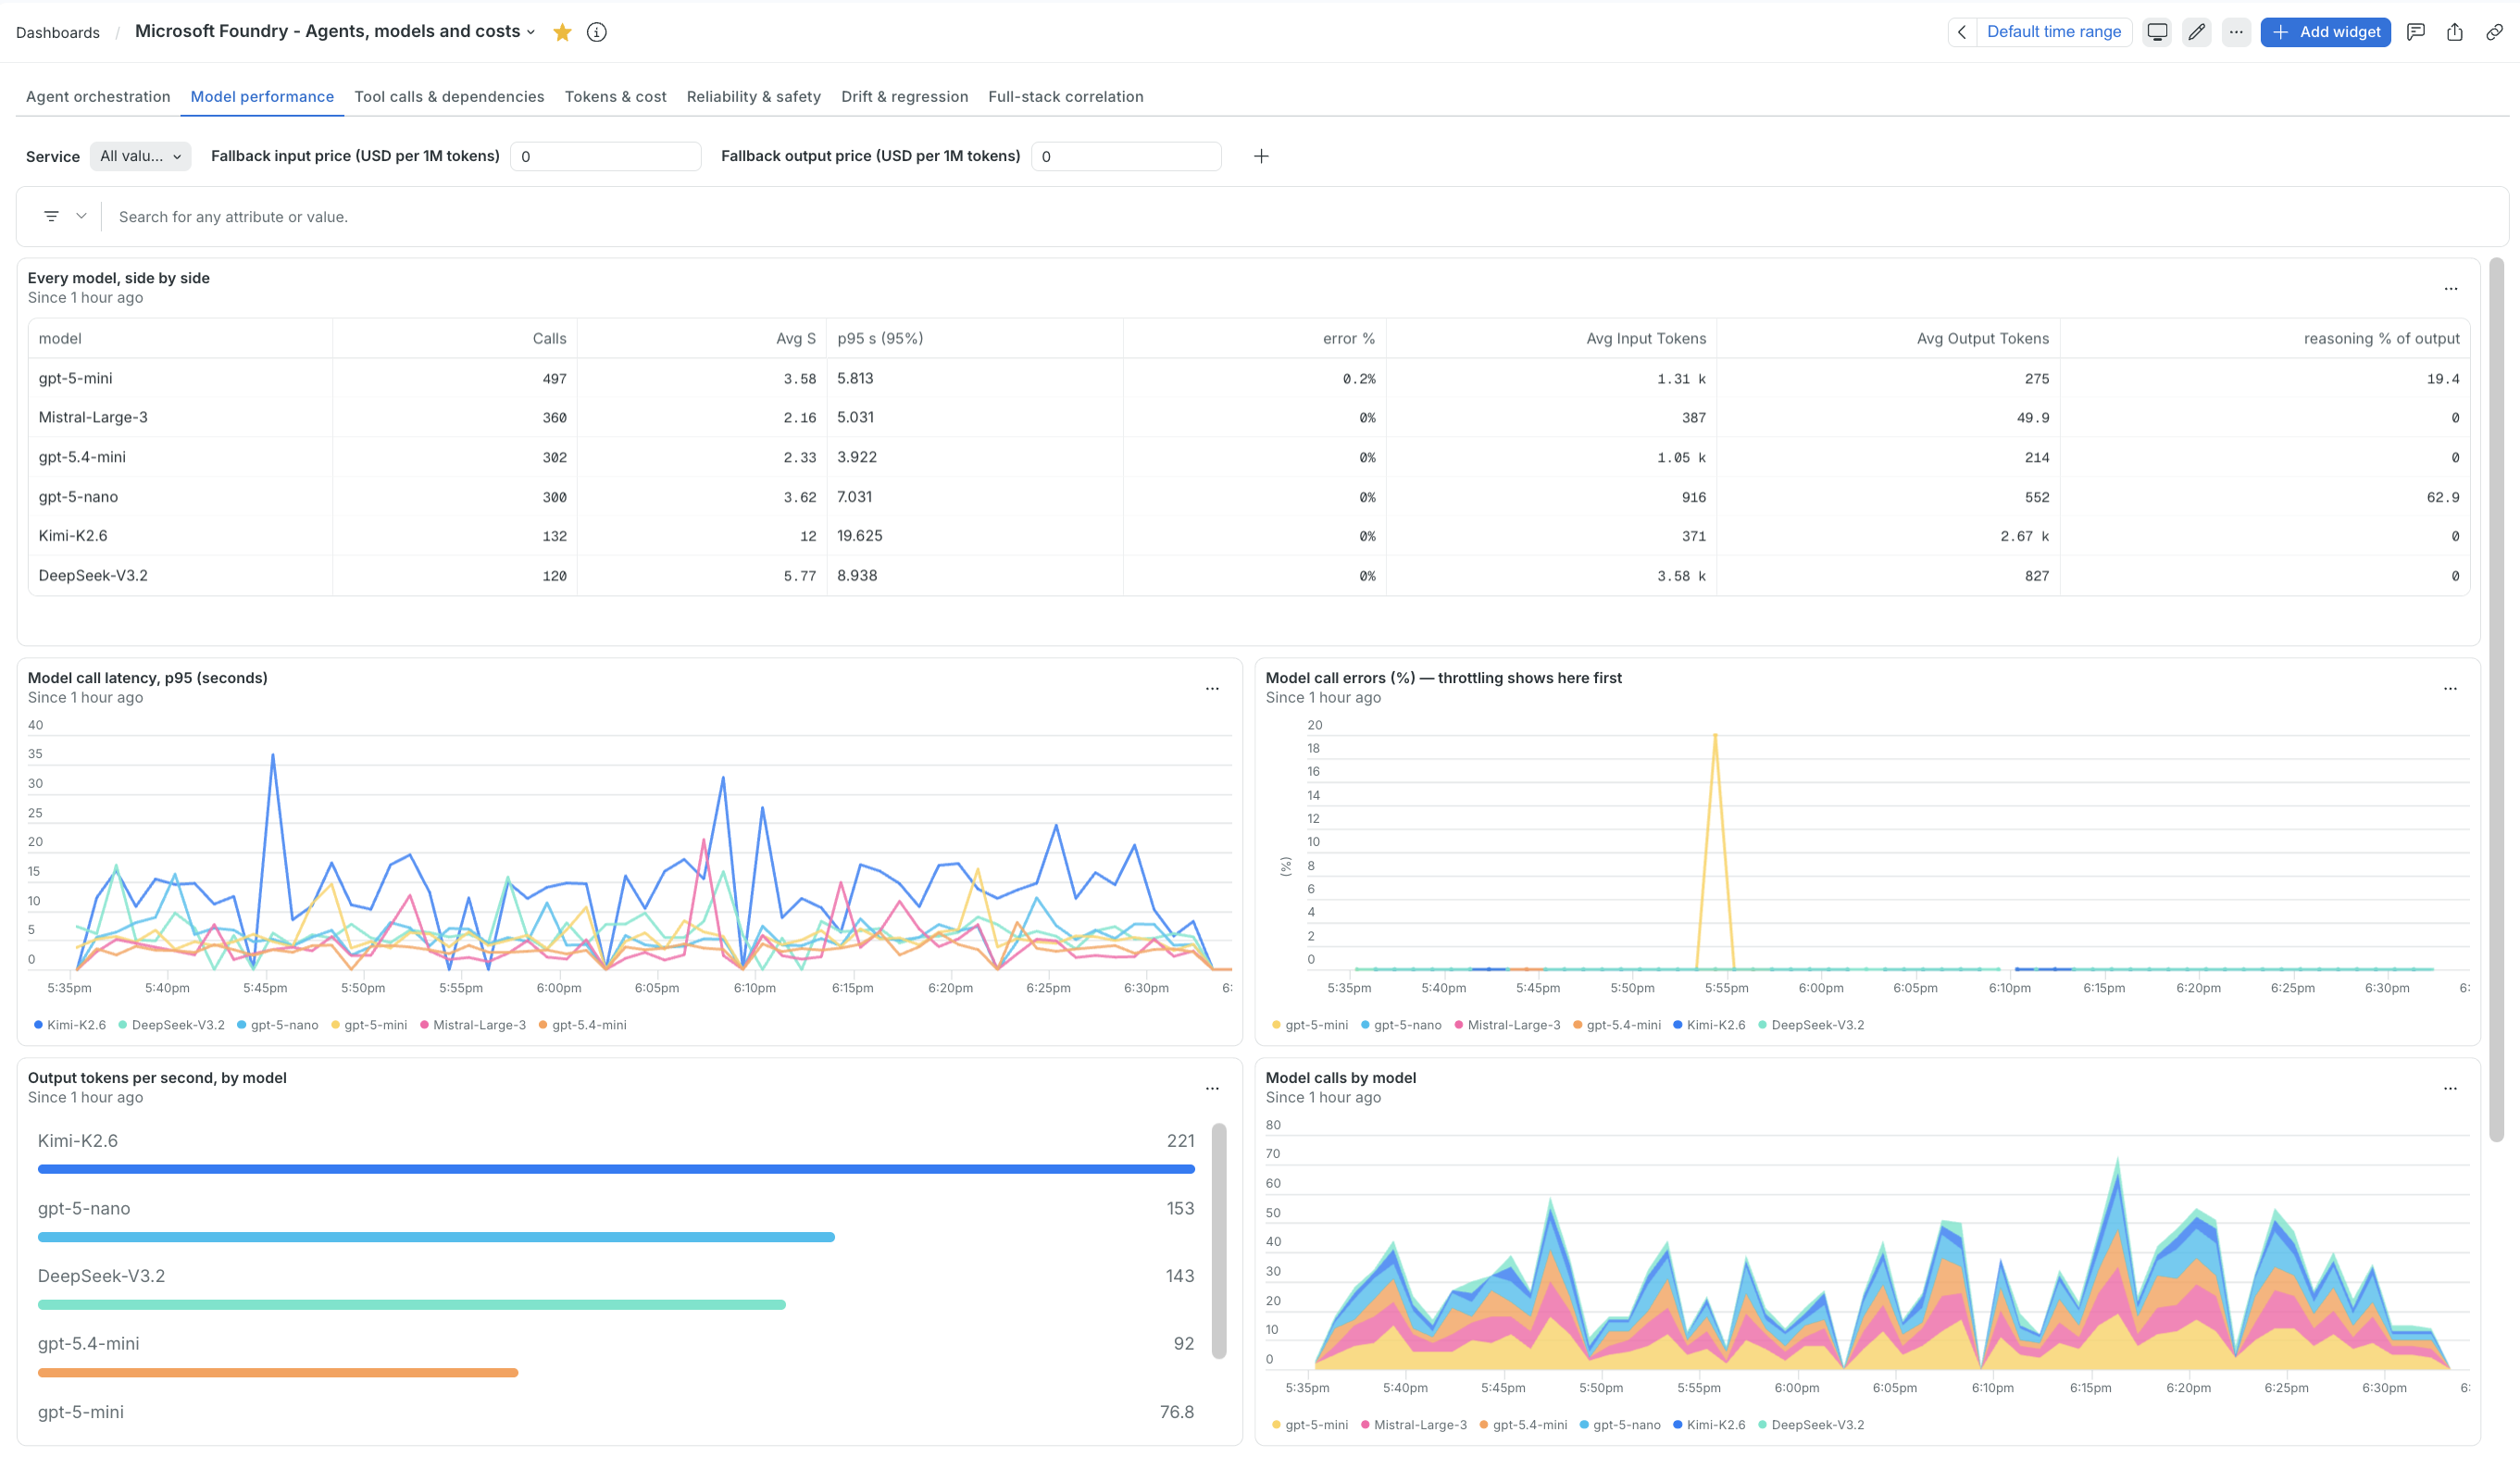 Dashboards / Microsoft Foundry - Agents, models and costs
Default time range
Add widget
Agent orchestration Model performance Tool calls & dependencies Tokens & cost Reliability & safety Drift & regression Full-stack correlation
Service All valu... Fallback input price (USD per 1M tokens) 0 Fallback output price (USD per 1M tokens) 0
Search for any attribute or value.
Every model, side by side
Since 1 hour ago
model Calls Avg S p95 s (95%) error % Avg Input Tokens Avg Output Tokens reasoning % of output
gpt-5-mini 497 3.58 5.813 0.2% 1.31 k 275 19.4
Mistral-Large-3 360 2.16 5.031 0% 387 49.9 0
gpt-5.4-mini 302 2.33 3.922 0% 1.05 k 214 0
gpt-5-nano 300 3.62 7.031 0% 916 552 62.9
Kimi-K2.6 132 12 19.625 0% 371 2.67 k 0
DeepSeek-V3.2 120 5.77 8.938 0% 3.58 k 827 0
Model call latency, p95 (seconds)
Since 1 hour ago
40
35
30
25
20
15
10
5
0
5:35pm 5:40pm 5:45pm 5:50pm 5:55pm 6:00pm 6:05pm 6:10pm 6:15pm 6:20pm 6:25pm 6:30pm 6:
Kimi-K2.6 DeepSeek-V3.2 gpt-5-nano gpt-5-mini Mistral-Large-3 gpt-5.4-mini
Model call errors (%) — throttling shows here first
Since 1 hour ago
20
18
16
14
12
10
8
6
4
2
0
(%)
5:35pm 5:40pm 5:45pm 5:50pm 5:55pm 6:00pm 6:05pm 6:10pm 6:15pm 6:20pm 6:25pm 6:30pm 6:
gpt-5-mini gpt-5-nano Mistral-Large-3 gpt-5.4-mini Kimi-K2.6 DeepSeek-V3.2
Output tokens per second, by model
Since 1 hour ago
Kimi-K2.6 221
gpt-5-nano 153
DeepSeek-V3.2 143
gpt-5.4-mini 92
gpt-5-mini 76.8
Model calls by model
Since 1 hour ago
80
70
60
50
40
30
20
10
0
5:35pm 5:40pm 5:45pm 5:50pm 5:55pm 6:00pm 6:05pm 6:10pm 6:15pm 6:20pm 6:25pm 6:30pm 6:
gpt-5-mini Mistral-Large-3 gpt-5.4-mini gpt-5-nano Kimi-K2.6 DeepSeek-V3.2